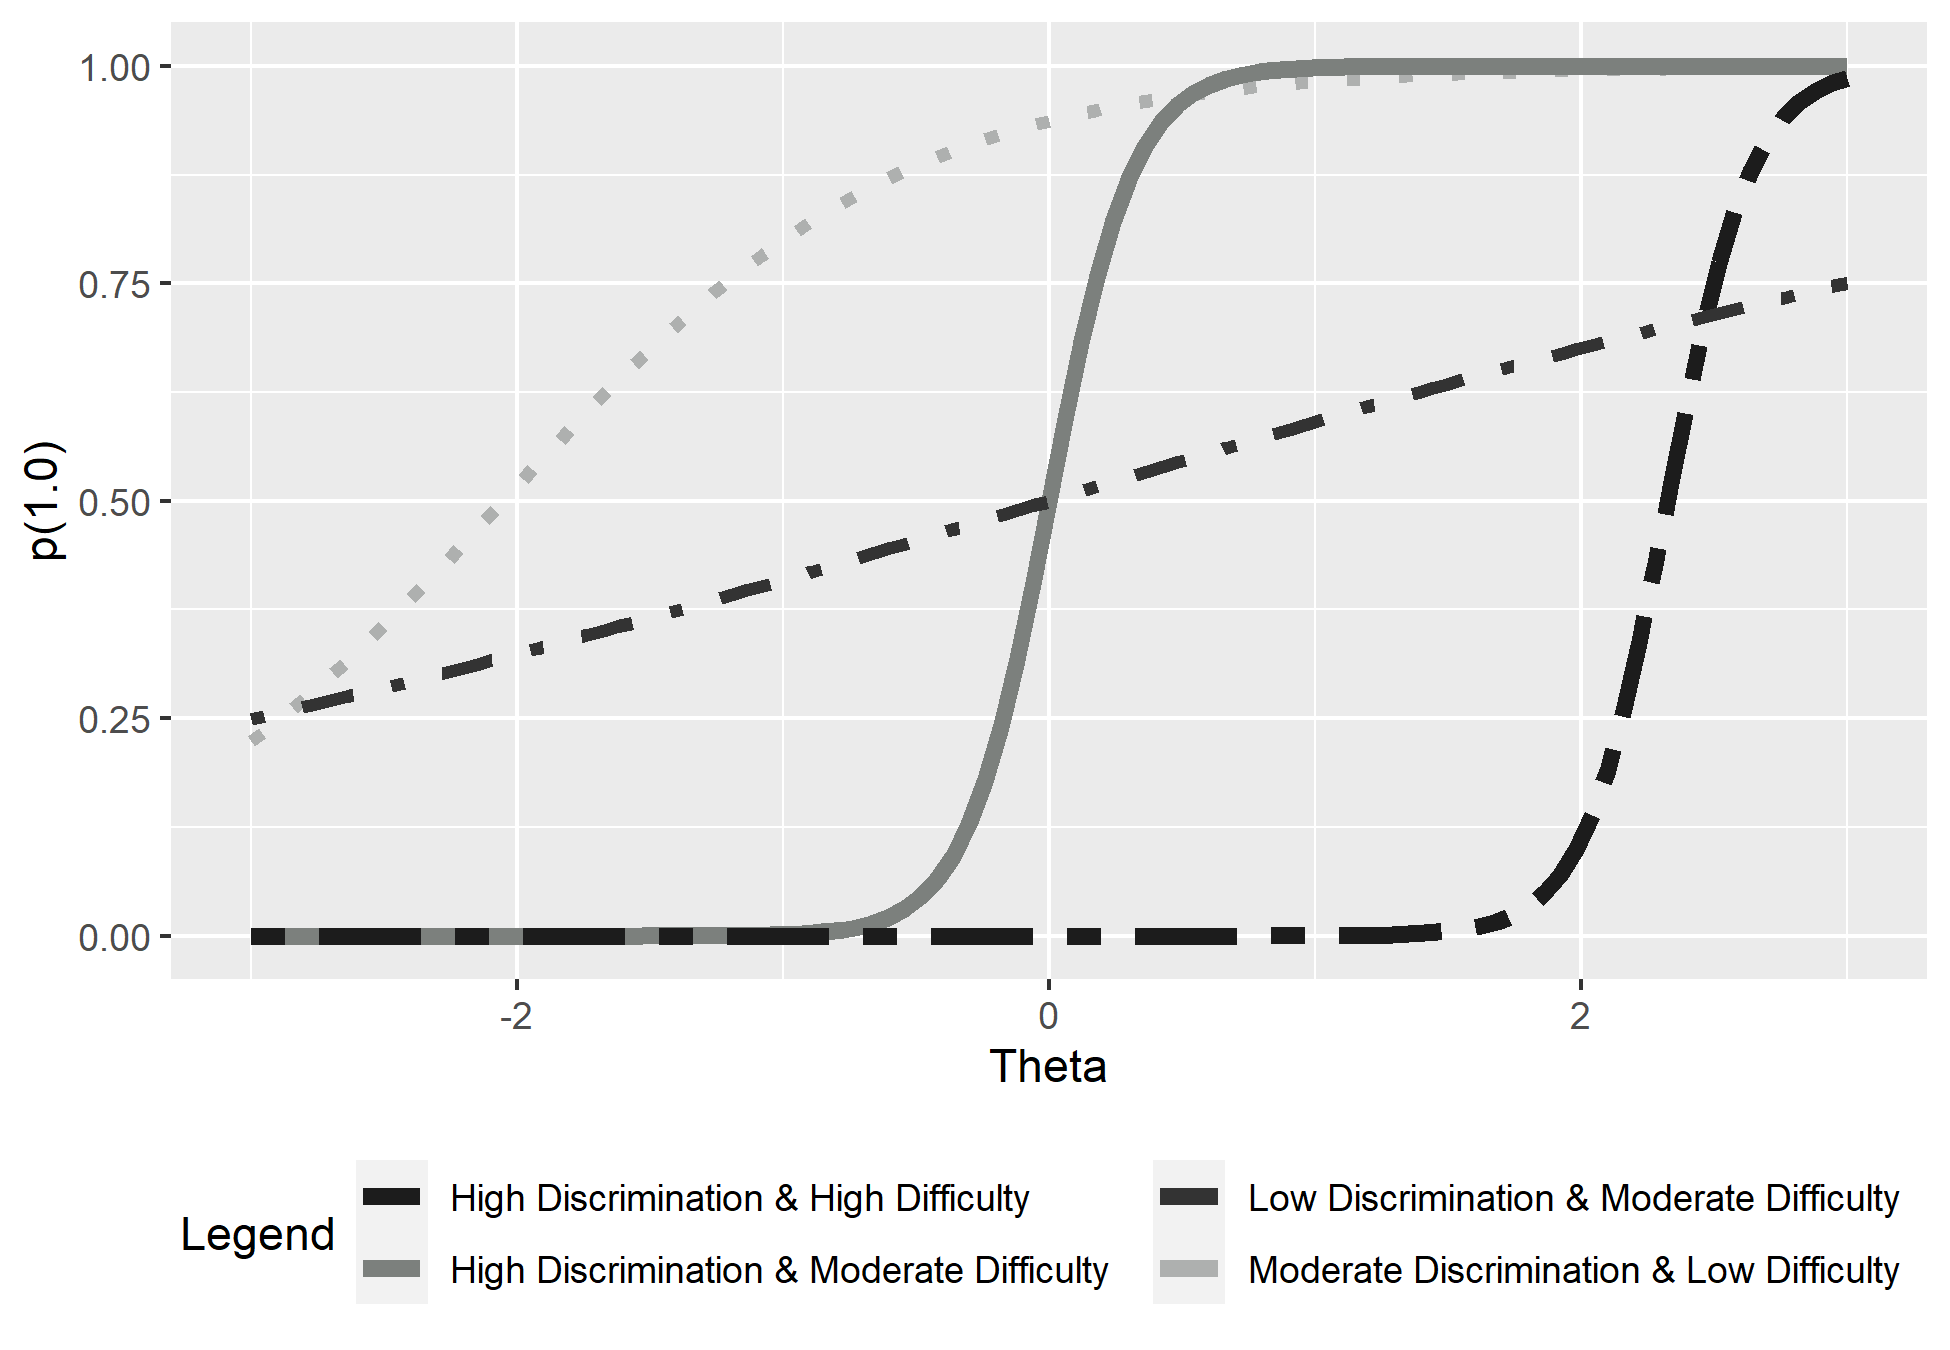 1.00
0.75
0.50
0.25
0.00
p(1.0)
-2 0 2
Theta
Legend
High Discrimination & High Difficulty
High Discrimination & Moderate Difficulty
Low Discrimination & Moderate Difficulty
Moderate Discrimination & Low Difficulty